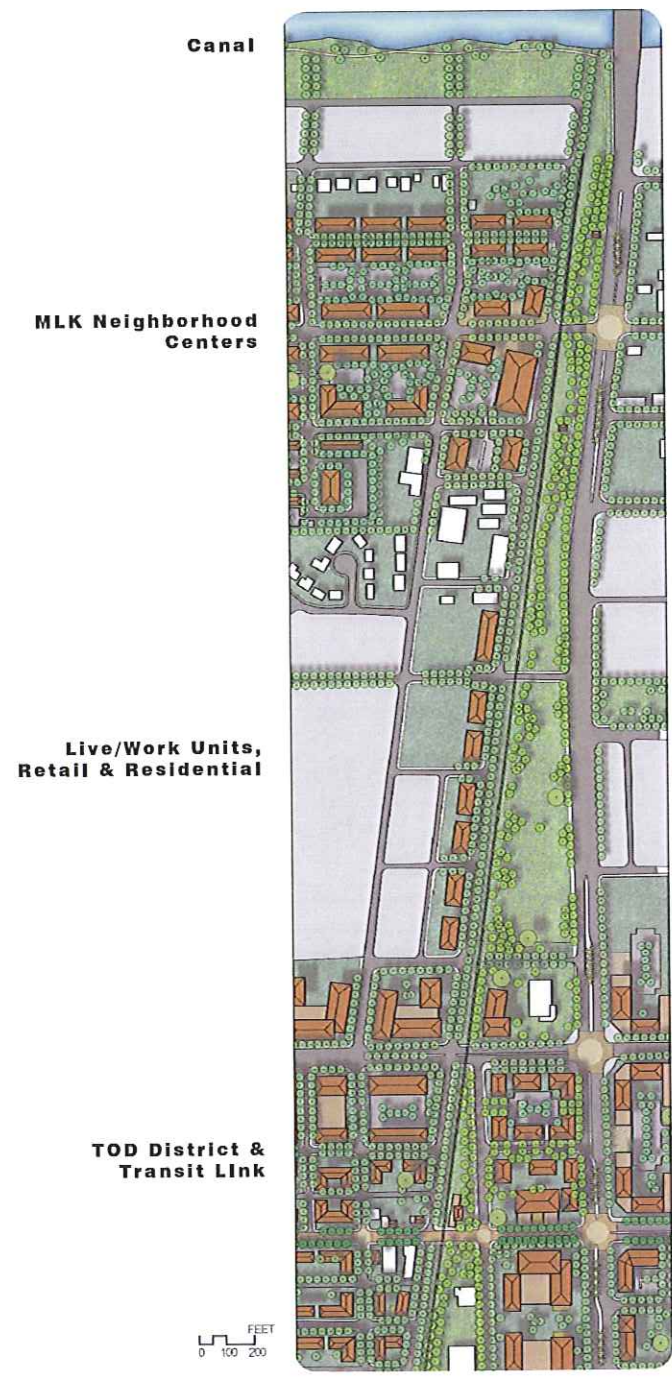 Canal
MLK Neighborhood
Centers
Live/Work Units,
Retail & Residential
TOD District &
Transit LInk
FEET
0 100 200